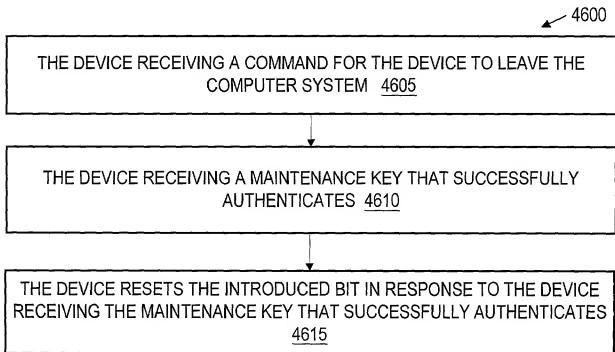 4600
THE DEVICE RECEIVING A COMMAND FOR THE DEVICE TO LEAVE THE
COMPUTER SYSTEM 4605
THE DEVICE RECEIVING A MAINTENANCE KEY THAT SUCCESSFULLY
AUTHENTICATES 4610
THE DEVICE RESETS THE INTRODUCED BIT IN RESPONSE TO THE DEVICE
RECEIVING THE MAINTENANCE KEY THAT SUCCESSFULLY AUTHENTICATES
4615